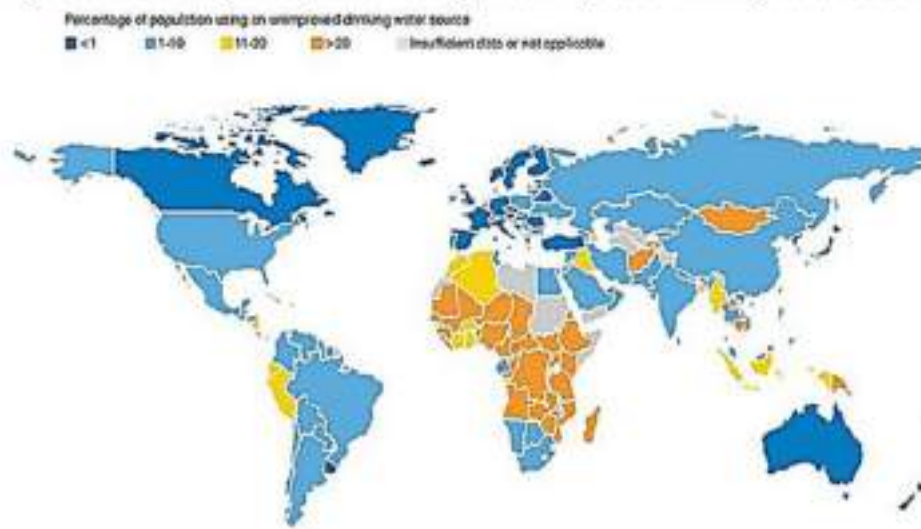 Percentage of population using an unimproved drinking water source
<1 1-10 11-20 >20 Insufficient data or not applicable